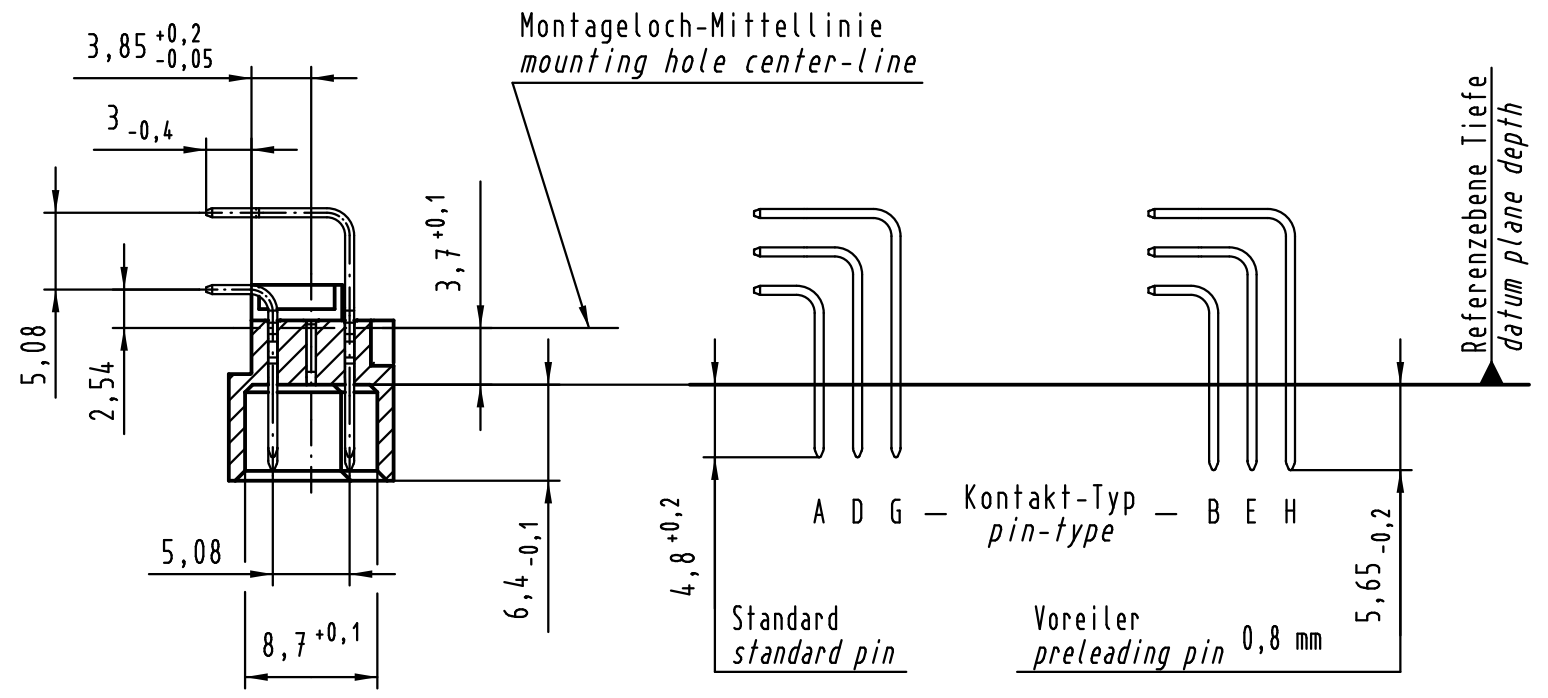 Montageloch-Mittellinie
mounting hole center-line
3,85 +0,2 -0,05
3 -0,4
5,08
2,54
3,7 +0,1
5,08
8,7 +0,1
6,4 -0,1
4,8 +0,2
Standard
standard pin
A D G — Kontakt-Typ — B E H
pin-type
Voreiler
preleading pin 0,8 mm
5,65 -0,2
Referenzebene Tiefe
datum plane depth